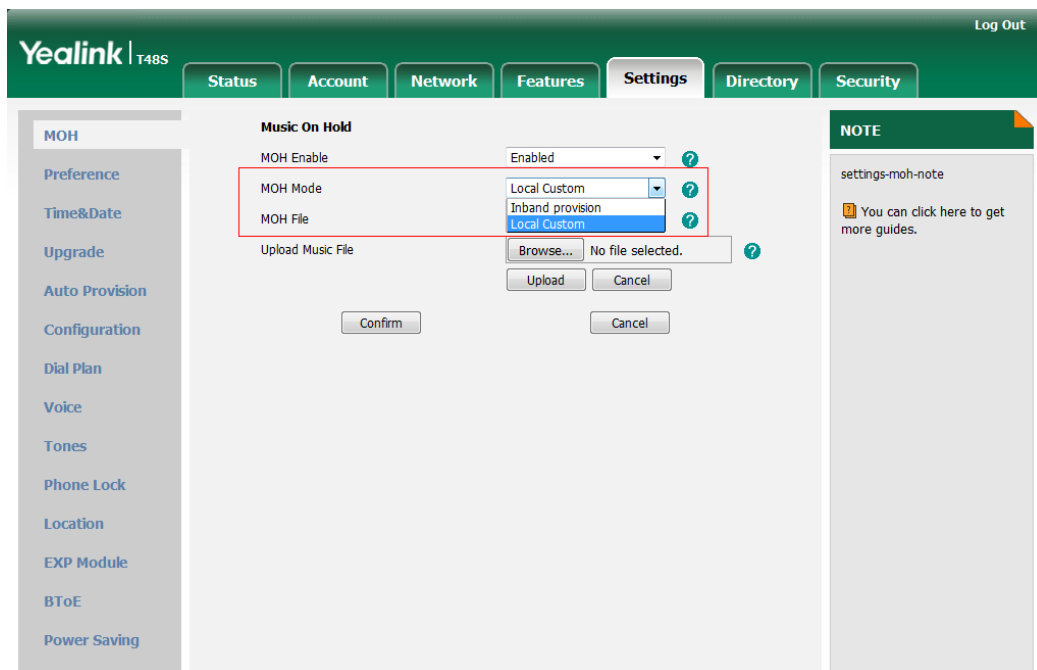 Log Out
Yealink | T48S
Status Account Network Features Settings Directory Security
MOH
Preference
Time&Date
Upgrade
Auto Provision
Configuration
Dial Plan
Voice
Tones
Phone Lock
Location
EXP Module
BToE
Power Saving
Music On Hold
MOH Enable Enabled ?
MOH Mode Local Custom ?
Inband provision
MOH File Local Custom ?
Upload Music File Browse... No file selected. ?
Upload Cancel
Confirm Cancel
NOTE
settings-moh-note
? You can click here to get
more guides.